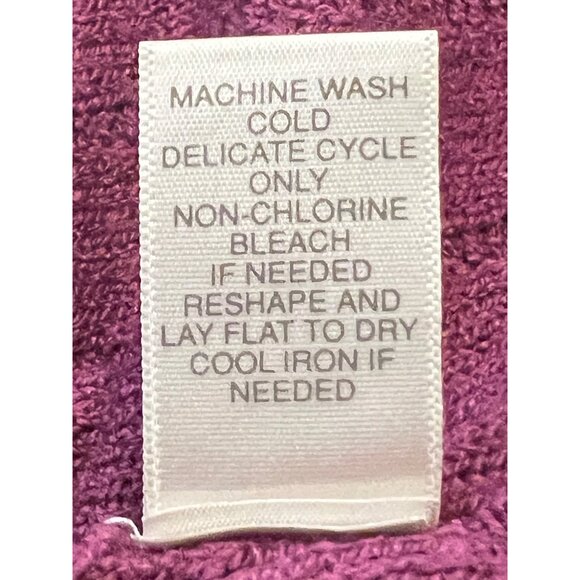 MACHINE WASH
COLD
DELICATE CYCLE
ONLY
NON-CHLORINE
BLEACH
IF NEEDED
RESHAPE AND
LAY FLAT TO DRY
COOL IRON IF
NEEDED